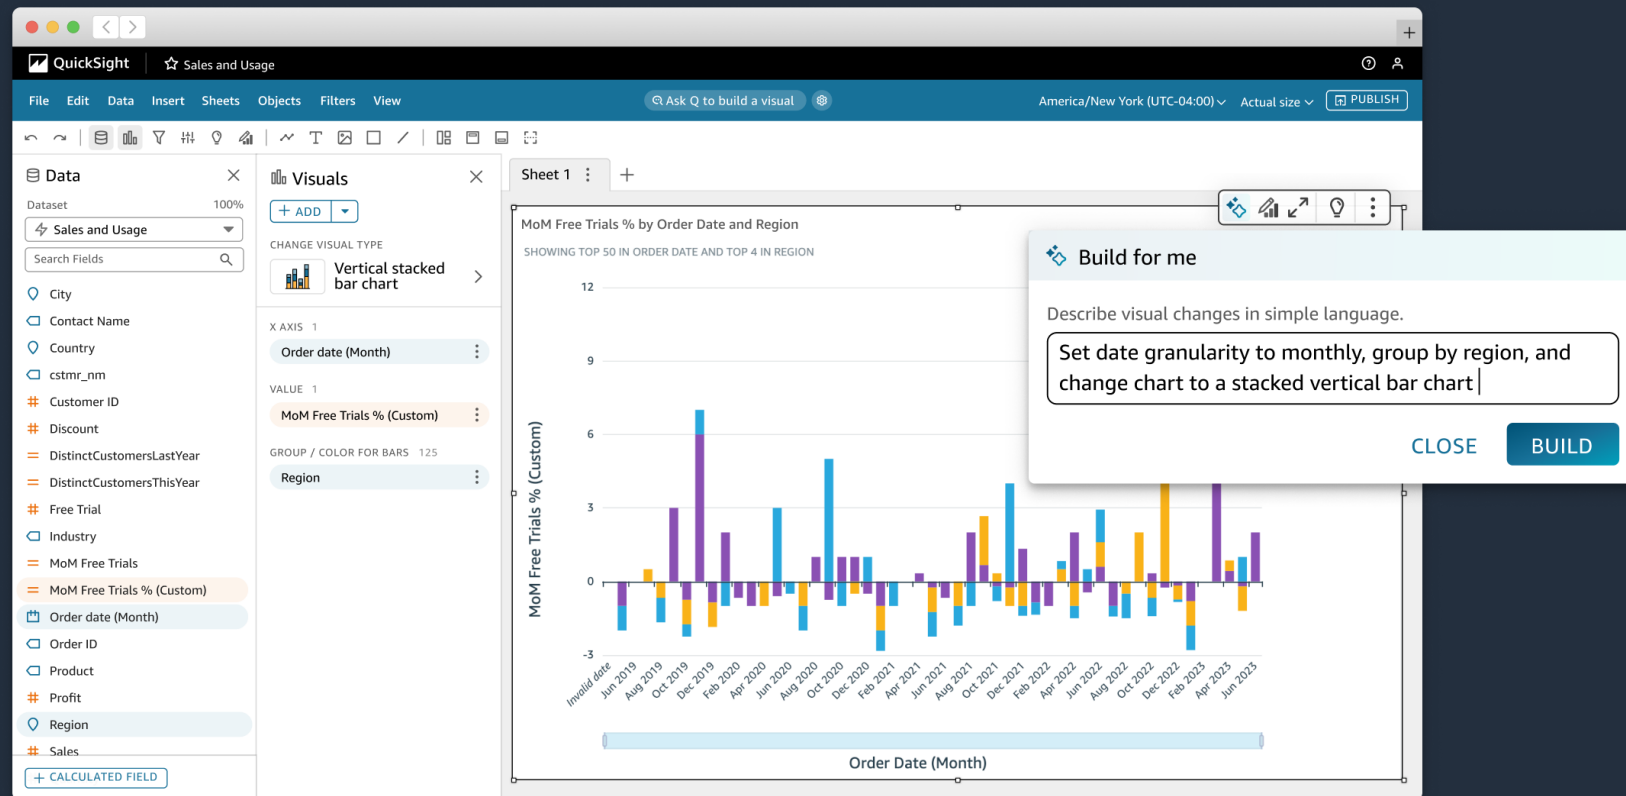 QuickSight
Sales and Usage
File Edit Data Insert Sheets Objects Filters View
Ask Q to build a visual
America/New York (UTC-04:00)
Actual size
PUBLISH
Data
Dataset 100%
Sales and Usage
Search Fields
City
Contact Name
Country
cstmr_nm
Customer ID
Discount
DistinctCustomersLastYear
DistinctCustomersThisYear
Free Trial
Industry
MoM Free Trials
MoM Free Trials % (Custom)
Order date (Month)
Order ID
Product
Profit
Region
Sales
+ CALCULATED FIELD
Visuals
+ ADD
CHANGE VISUAL TYPE
Vertical stacked
bar chart
X AXIS 1
Order date (Month)
VALUE 1
MoM Free Trials % (Custom)
GROUP / COLOR FOR BARS 125
Region
Sheet 1
MoM Free Trials % by Order Date and Region
SHOWING TOP 50 IN ORDER DATE AND TOP 4 IN REGION
MoM Free Trials % (Custom)
12
9
6
3
0
-3
Invalid date
Jun 2019
Aug 2019
Oct 2019
Dec 2019
Feb 2020
Apr 2020
Jun 2020
Aug 2020
Oct 2020
Dec 2020
Feb 2021
Apr 2021
Jun 2021
Aug 2021
Oct 2021
Dec 2021
Feb 2022
Apr 2022
Jun 2022
Aug 2022
Oct 2022
Dec 2022
Feb 2023
Apr 2023
Jun 2023
Order Date (Month)
Build for me
Describe visual changes in simple language.
Set date granularity to monthly, group by region, and
change chart to a stacked vertical bar chart
CLOSE
BUILD